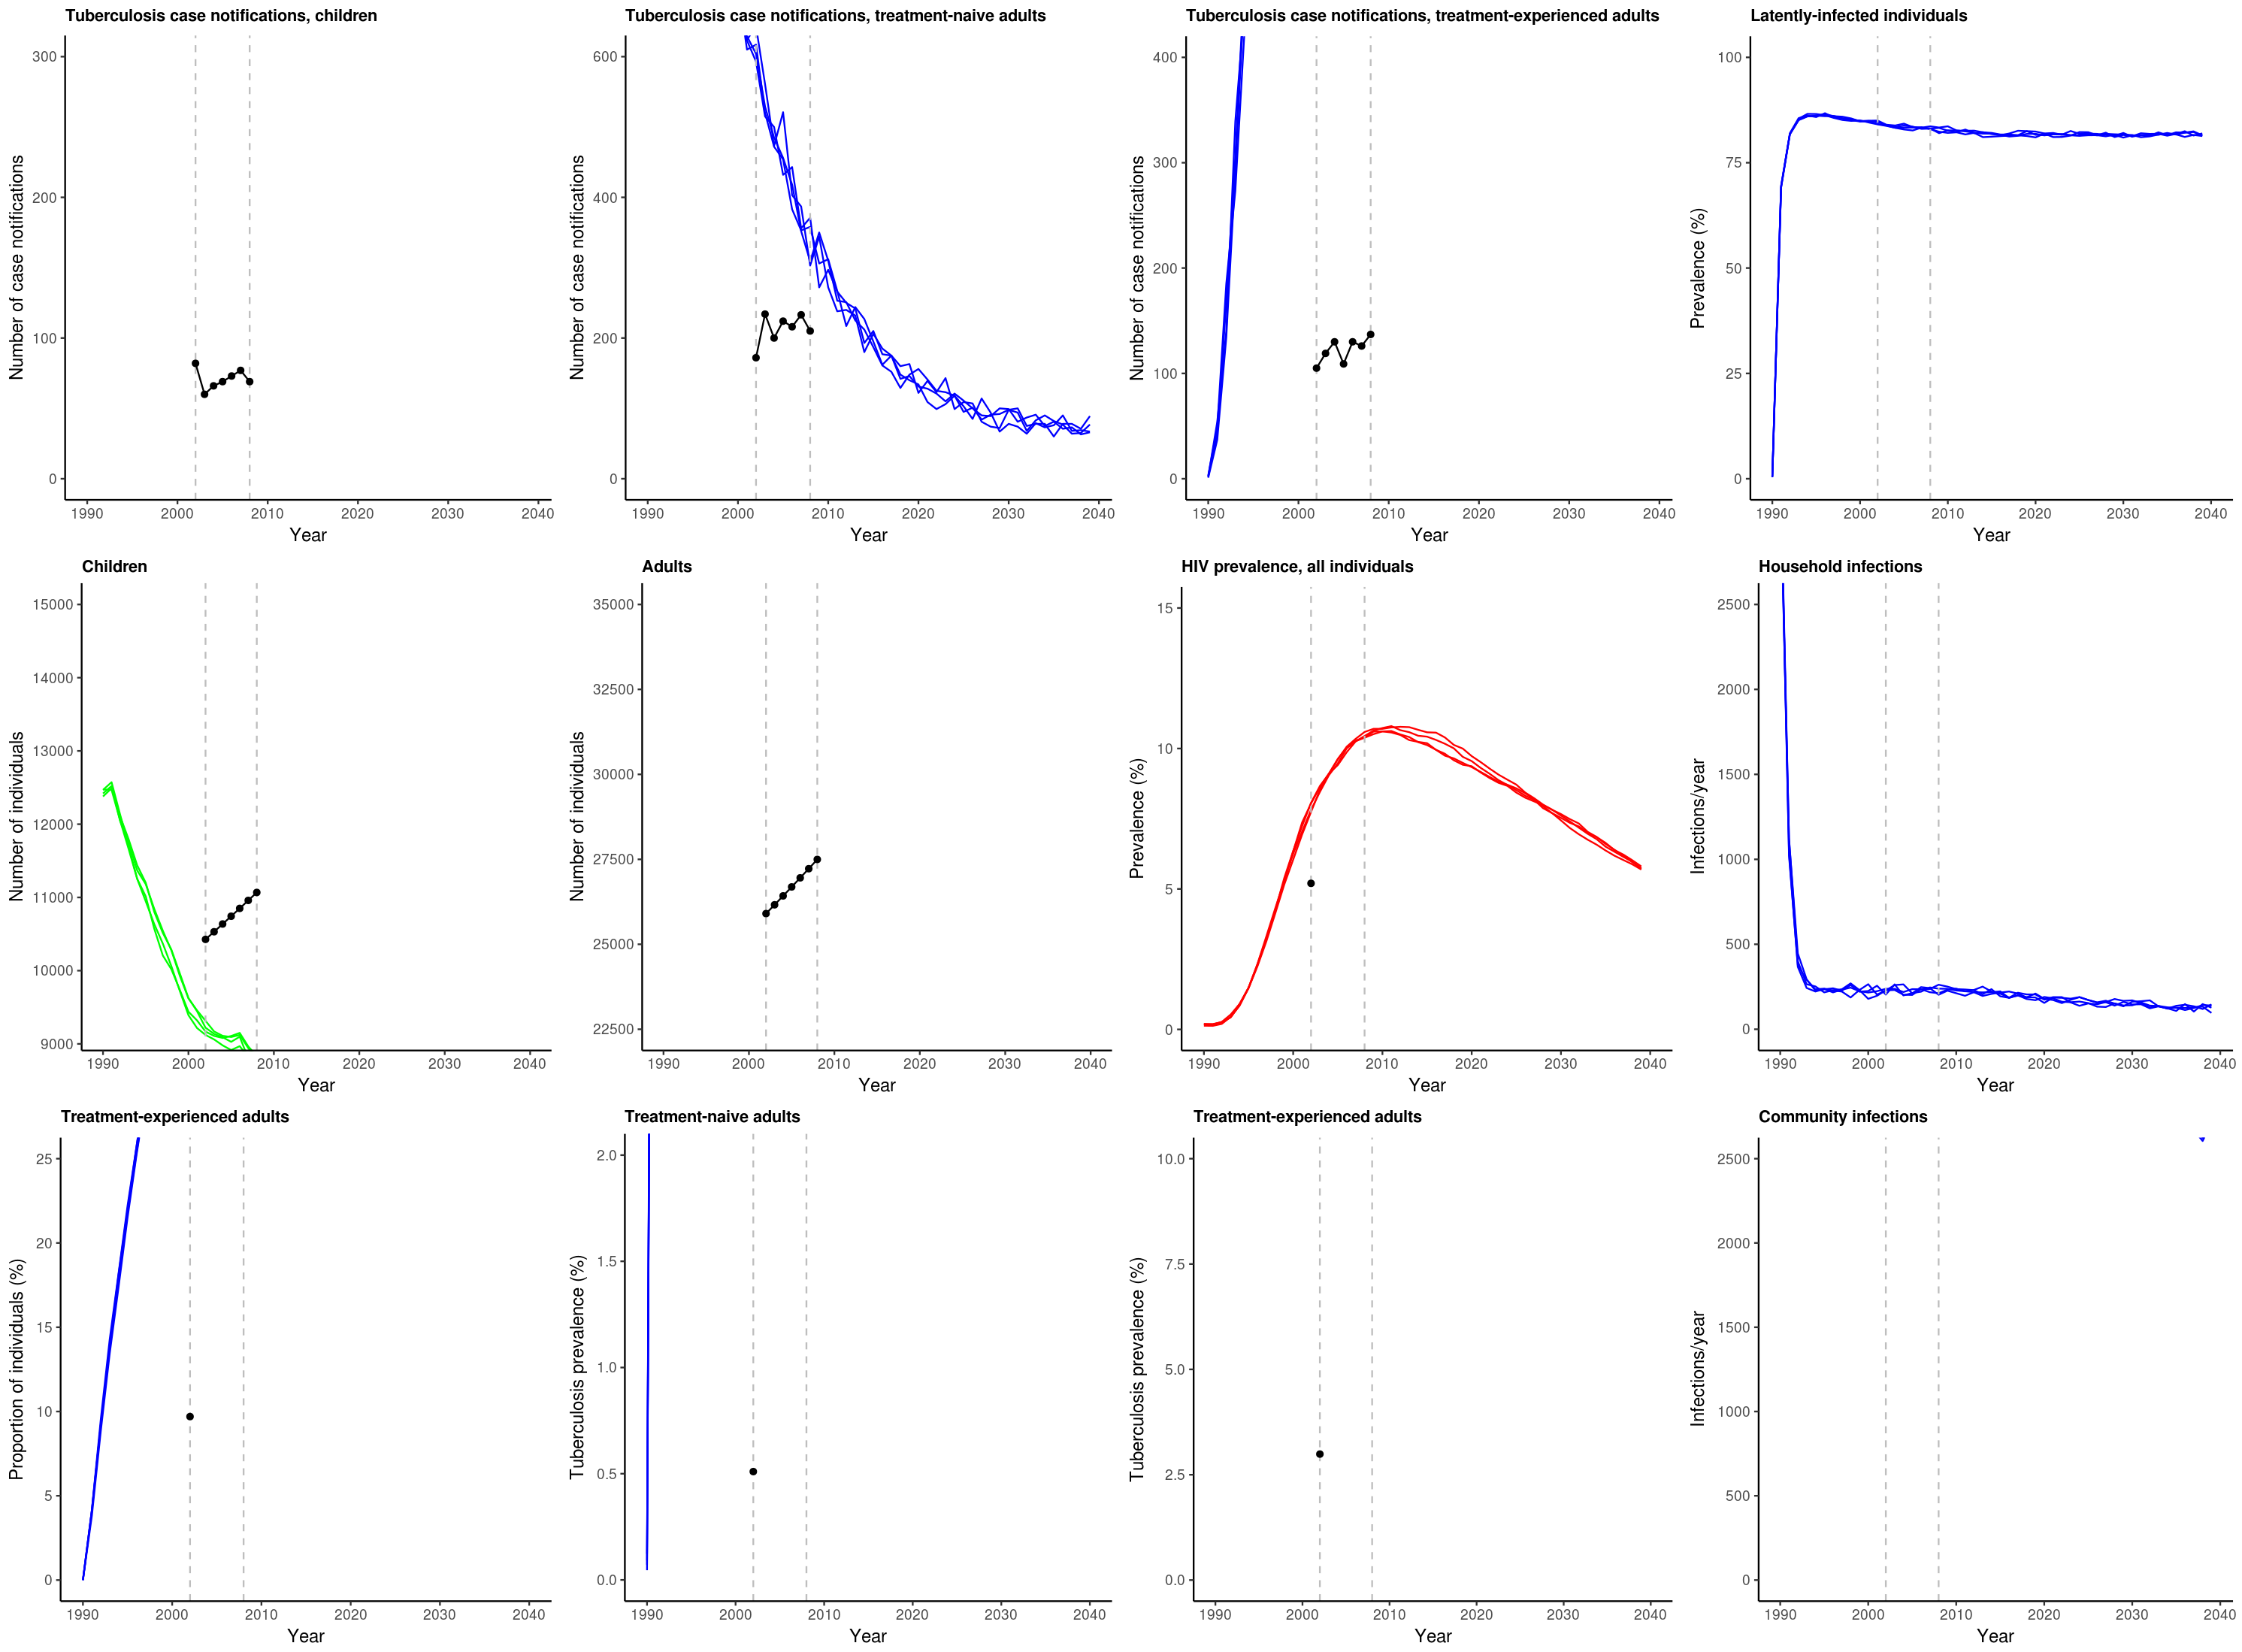 Tuberculosis case notifications, children
Number of case notifications
300
200
100
0
1990 2000 2010 2020 2030 2040
Year
Tuberculosis case notifications, treatment-naive adults
Number of case notifications
600
400
200
0
1990 2000 2010 2020 2030 2040
Year
Tuberculosis case notifications, treatment-experienced adults
Number of case notifications
400
300
200
100
0
1990 2000 2010 2020 2030 2040
Year
Latently-infected individuals
Prevalence (%)
100
75
50
25
0
1990 2000 2010 2020 2030 2040
Year
Children
Number of individuals
15000
14000
13000
12000
11000
10000
9000
1990 2000 2010 2020 2030 2040
Year
Adults
Number of individuals
35000
32500
30000
27500
25000
22500
1990 2000 2010 2020 2030 2040
Year
HIV prevalence, all individuals
Prevalence (%)
15
10
5
0
1990 2000 2010 2020 2030 2040
Year
Household infections
Infections/year
2500
2000
1500
1000
500
0
1990 2000 2010 2020 2030 2040
Year
Treatment-experienced adults
Proportion of individuals (%)
25
20
15
10
5
0
1990 2000 2010 2020 2030 2040
Year
Treatment-naive adults
Tuberculosis prevalence (%)
2.0
1.5
1.0
0.5
0.0
1990 2000 2010 2020 2030 2040
Year
Treatment-experienced adults
Tuberculosis prevalence (%)
10.0
7.5
5.0
2.5
0.0
1990 2000 2010 2020 2030 2040
Year
Community infections
Infections/year
2500
2000
1500
1000
500
0
1990 2000 2010 2020 2030 2040
Year